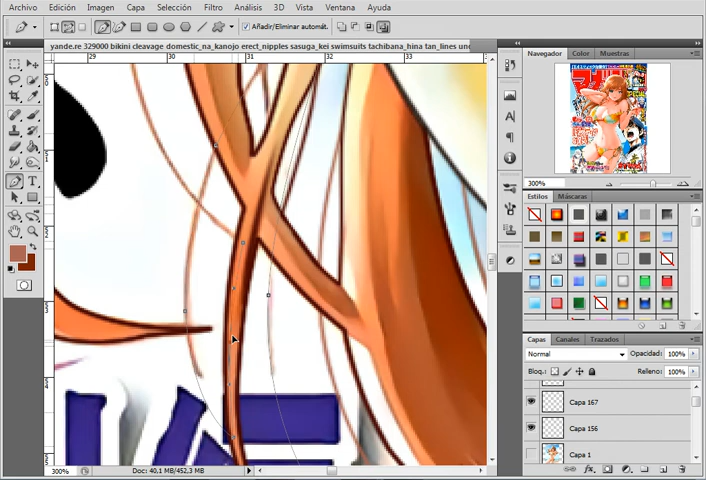 Archivo Edición Imagen Capa Selección Filtro Análisis 3D Vista Ventana Ayuda
Añadir/Eliminar automát.
yande.re 329000 bikini cleavage domestic_na_kanojo erect_nipples sasuga_kei swimsuits tachibana_hina tan_lines und
29 30 31 32 33
Navegador Color Muestras
300%
Estilos Máscaras
Capas Canales Trazados
Normal Opacidad: 100%
Bloq.: Relleno: 100%
Capa 167
Capa 156
Capa 1
300% Doc: 40,1 MB/452,3 MB